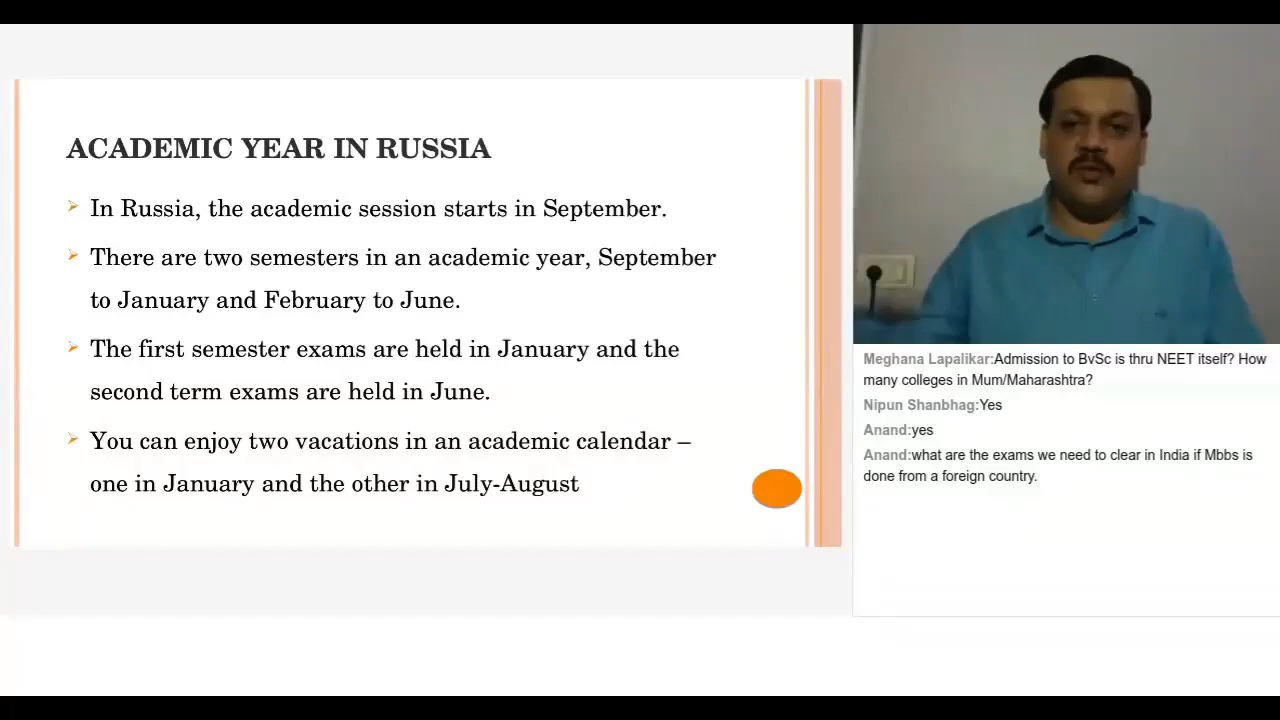 ACADEMIC YEAR IN RUSSIA
In Russia, the academic session starts in September.
There are two semesters in an academic year, September
to January and February to June.
The first semester exams are held in January and the
second term exams are held in June.
You can enjoy two vacations in an academic calendar –
one in January and the other in July-August
Meghana Lapalikar:Admission to BvSc is thru NEET itself? How
many colleges in Mum/Maharashtra?
Nipun Shanbhag:Yes
Anand:yes
Anand:what are the exams we need to clear in India if Mbbs is
done from a foreign country.